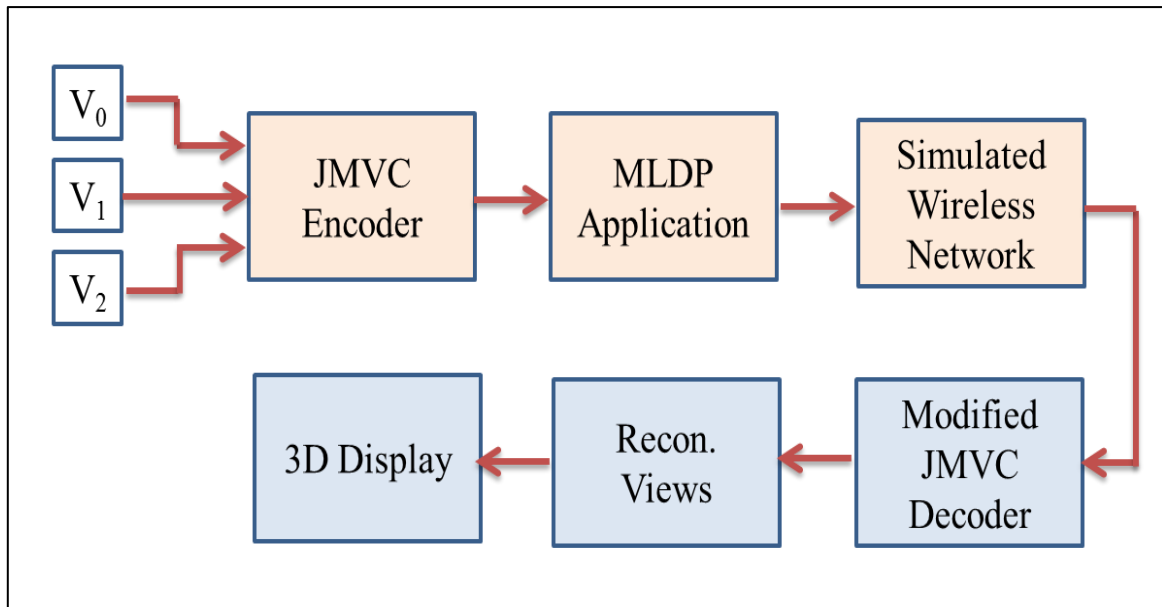 V₀
V₁
V₂
JMVC
Encoder
MLDP
Application
Simulated
Wireless
Network
Modified
JMVC
Decoder
Recon.
Views
3D Display